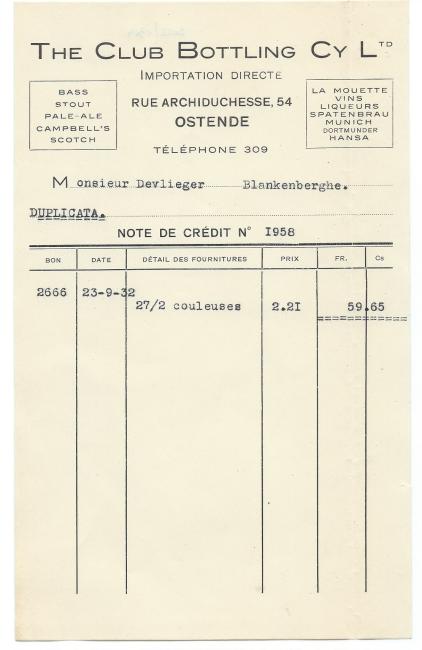 THE CLUB BOTTLING CY LTD
IMPORTATION DIRECTE
BASS
STOUT
PALE-ALE
CAMPBELL'S
SCOTCH
RUE ARCHIDUCHESSE, 54
OSTENDE
TÉLÉPHONE 309
LA MOUETTE
VINS
LIQUEURS
SPATENBRAU
MUNICH
DORTMUNDER
HANSA
Monsieur Devlieger Blankenberghe.
DUPLICATA.
NOTE DE CRÉDIT N° I958
BON DATE DÉTAIL DES FOURNITURES PRIX FR. Cs
2666 23-9-32
27/2 couleuses 2.2I 59.65